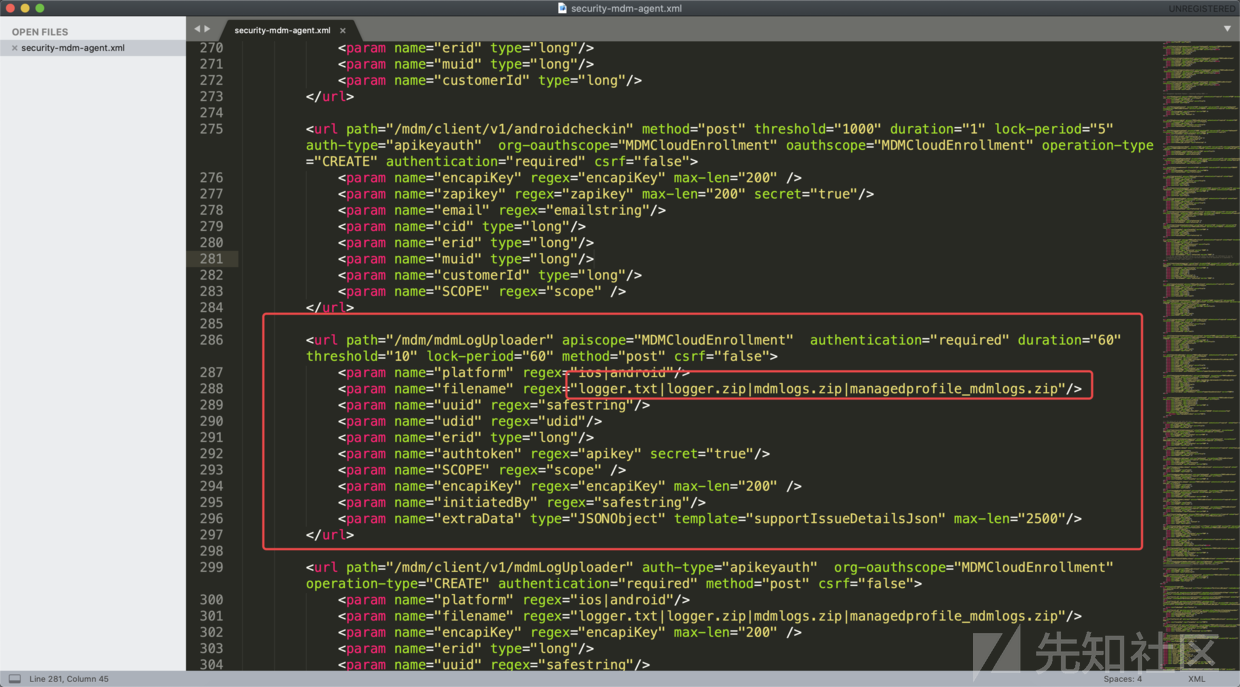 security-mdm-agent.xml
UNREGISTERED
OPEN FILES
security-mdm-agent.xml
security-mdm-agent.xml
270 <param name="erid" type="long"/>
271 <param name="muid" type="long"/>
272 <param name="customerId" type="long"/>
273 </url>
274
275 <url path="/mdm/client/v1/androidcheckin" method="post" threshold="1000" duration="1" lock-period="5"
auth-type="apikeyauth"  org-oauthscope="MDMCloudEnrollment" oauthscope="MDMCloudEnrollment" operation-type
="CREATE" authentication="required" csrf="false">
276 <param name="encapiKey" regex="encapiKey" max-len="200" />
277 <param name="zapikey" regex="zapikey" max-len="200" secret="true"/>
278 <param name="email" regex="emailstring"/>
279 <param name="cid" type="long"/>
280 <param name="erid" type="long"/>
281 <param name="muid" type="long"/>
282 <param name="customerId" type="long"/>
283 <param name="SCOPE" regex="scope" />
284 </url>
285
286 <url path="/mdm/mdmLogUploader" apiscope="MDMCloudEnrollment"  authentication="required" duration="60"
threshold="10" lock-period="60" method="post" csrf="false">
287 <param name="platform" regex="ios|android"/>
288 <param name="filename" regex="logger.txt|logger.zip|mdmlogs.zip|managedprofile_mdmlogs.zip"/>
289 <param name="uuid" regex="safestring"/>
290 <param name="udid" regex="udid"/>
291 <param name="erid" type="long"/>
292 <param name="authtoken" regex="apikey" secret="true"/>
293 <param name="SCOPE" regex="scope" />
294 <param name="encapiKey" regex="encapiKey" max-len="200" />
295 <param name="initiatedBy" regex="safestring"/>
296 <param name="extraData" type="JSONObject" template="supportIssueDetailsJson" max-len="2500"/>
297 </url>
298
299 <url path="/mdm/client/v1/mdmLogUploader" auth-type="apikeyauth"  org-oauthscope="MDMCloudEnrollment"
operation-type="CREATE" authentication="required" method="post" csrf="false">
300 <param name="platform" regex="ios|android"/>
301 <param name="filename" regex="logger.txt|logger.zip|mdmlogs.zip|managedprofile_mdmlogs.zip"/>
302 <param name="encapiKey" regex="encapiKey" max-len="200" />
303 <param name="erid" type="long"/>
304 <param name="uuid" regex="safestring"/>
先知社区
Line 281, Column 45
Spaces: 4
XML